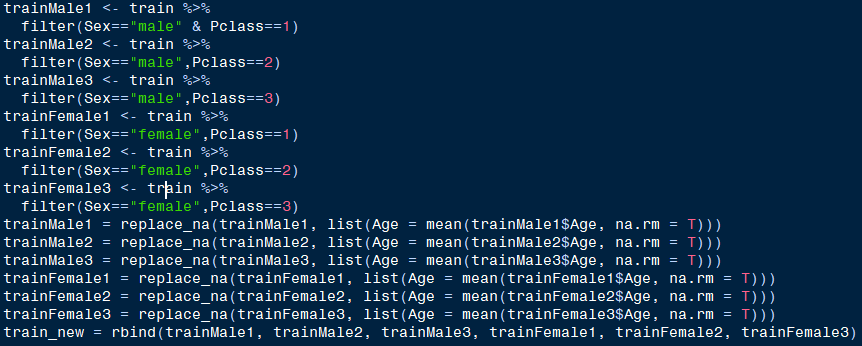 trainMale1 <- train %>%
  filter(Sex=="male" & Pclass==1)
trainMale2 <- train %>%
  filter(Sex=="male",Pclass==2)
trainMale3 <- train %>%
  filter(Sex=="male",Pclass==3)
trainFemale1 <- train %>%
  filter(Sex=="female",Pclass==1)
trainFemale2 <- train %>%
  filter(Sex=="female",Pclass==2)
trainFemale3 <- train %>%
  filter(Sex=="female",Pclass==3)
trainMale1 = replace_na(trainMale1, list(Age = mean(trainMale1$Age, na.rm = T)))
trainMale2 = replace_na(trainMale2, list(Age = mean(trainMale2$Age, na.rm = T)))
trainMale3 = replace_na(trainMale3, list(Age = mean(trainMale3$Age, na.rm = T)))
trainFemale1 = replace_na(trainFemale1, list(Age = mean(trainFemale1$Age, na.rm = T)))
trainFemale2 = replace_na(trainFemale2, list(Age = mean(trainFemale2$Age, na.rm = T)))
trainFemale3 = replace_na(trainFemale3, list(Age = mean(trainFemale3$Age, na.rm = T)))
train_new = rbind(trainMale1, trainMale2, trainMale3, trainFemale1, trainFemale2, trainFemale3)